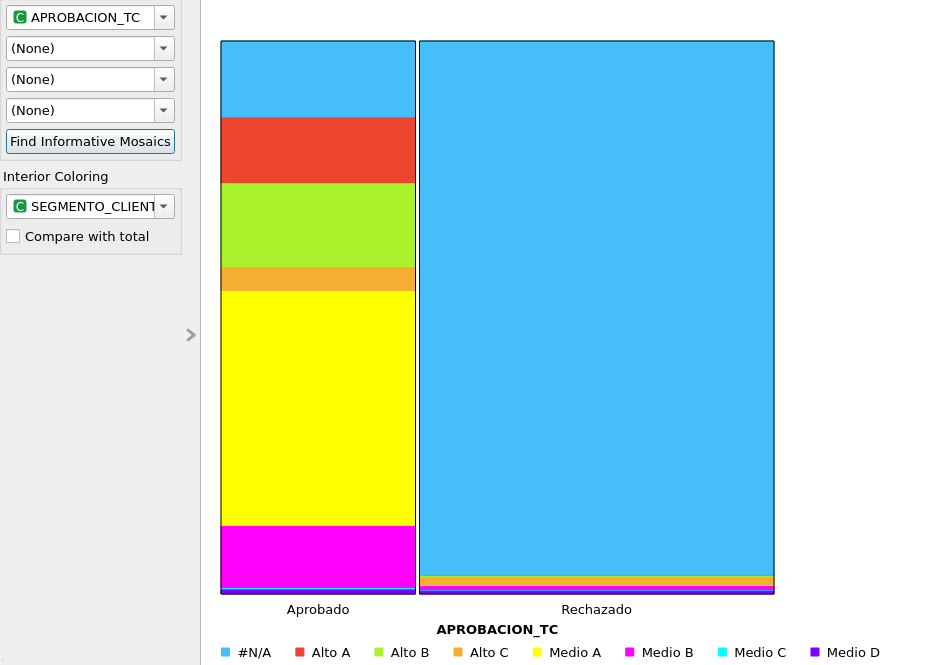 C APROBACION_TC
(None)
(None)
(None)
Find Informative Mosaics
Interior Coloring
C SEGMENTO_CLIENT
Compare with total
Aprobado Rechazado
APROBACION_TC
#N/A Alto A Alto B Alto C Medio A Medio B Medio C Medio D